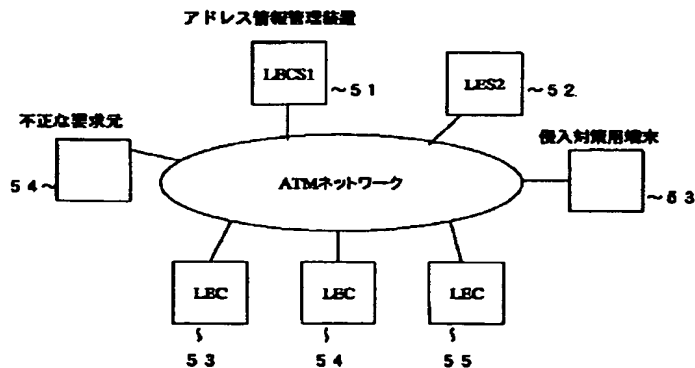 アドレス情報管理装置
LECS1
～51
LES2
～52
不正な要求元
54～
侵入対策用端末
～53
ATMネットワーク
LEC
LEC
LEC
53
54
55